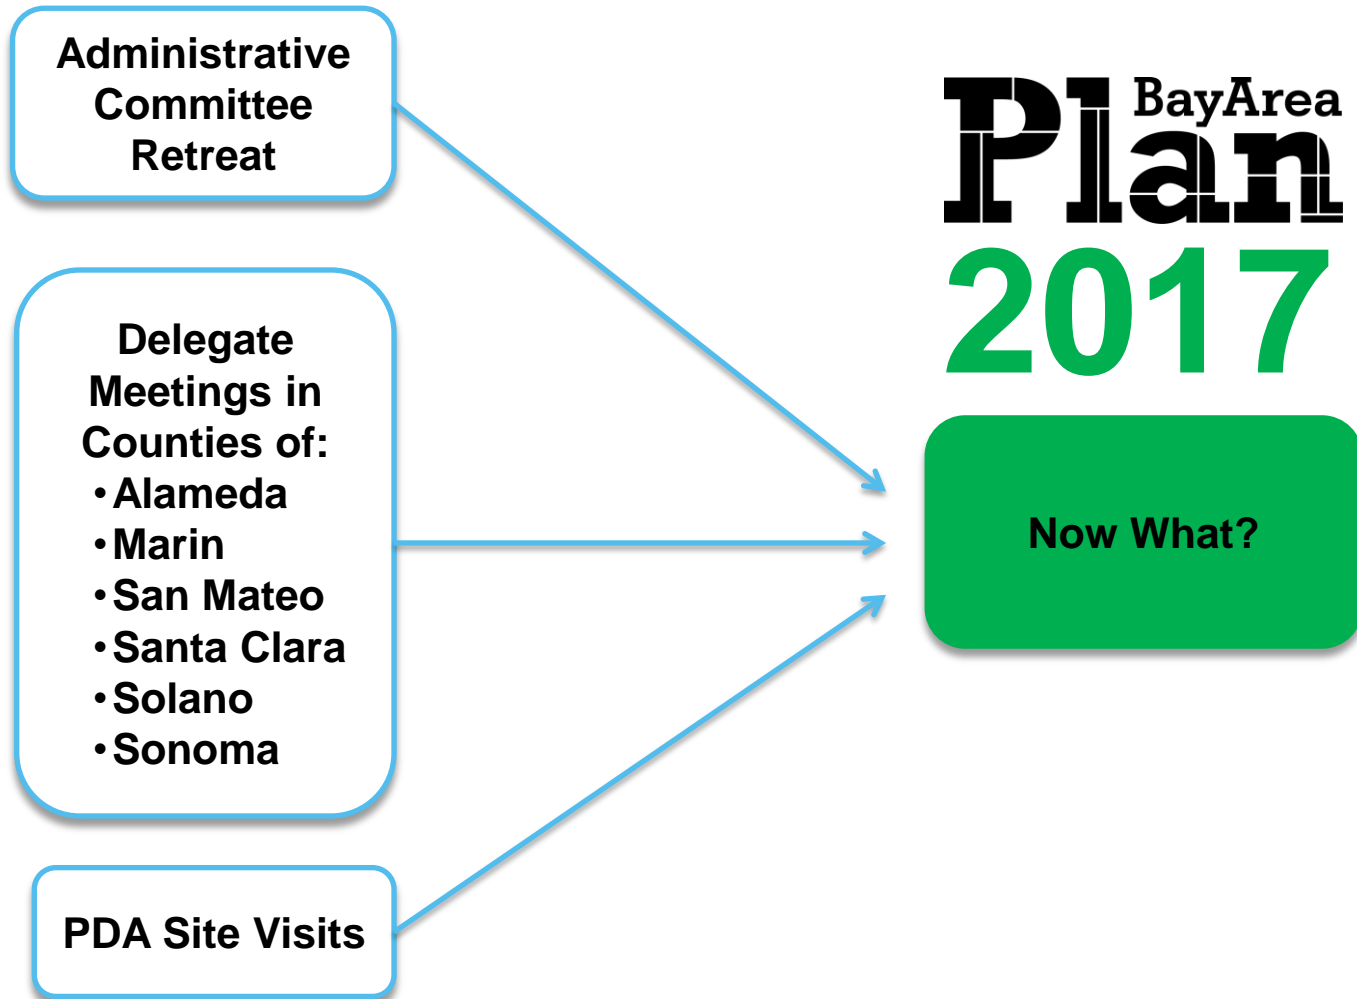 Administrative
Committee
Retreat
Delegate
Meetings in
Counties of:
•Alameda
•Marin
•San Mateo
•Santa Clara
•Solano
•Sonoma
PDA Site Visits
BayArea
Plan
2017
Now What?